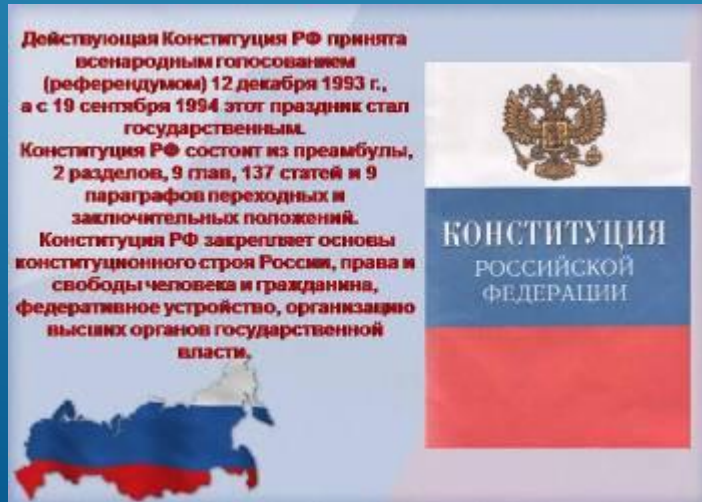 Действующая Конституция РФ принята
всенародным голосованием
(референдумом) 12 декабря 1993 г.,
а с 19 сентября 1994 этот праздник стал
государственным.
Конституция РФ состоит из преамбулы,
2 разделов, 9 глав, 137 статей и 9
параграфов переходных и
заключительных положений.
Конституция РФ закрепляет основы
конституционного строя России, права и
свободы человека и гражданина,
федеративное устройство, организацию
высших органов государственной
власти.
КОНСТИТУЦИЯ
РОССИЙСКОЙ
ФЕДЕРАЦИИ